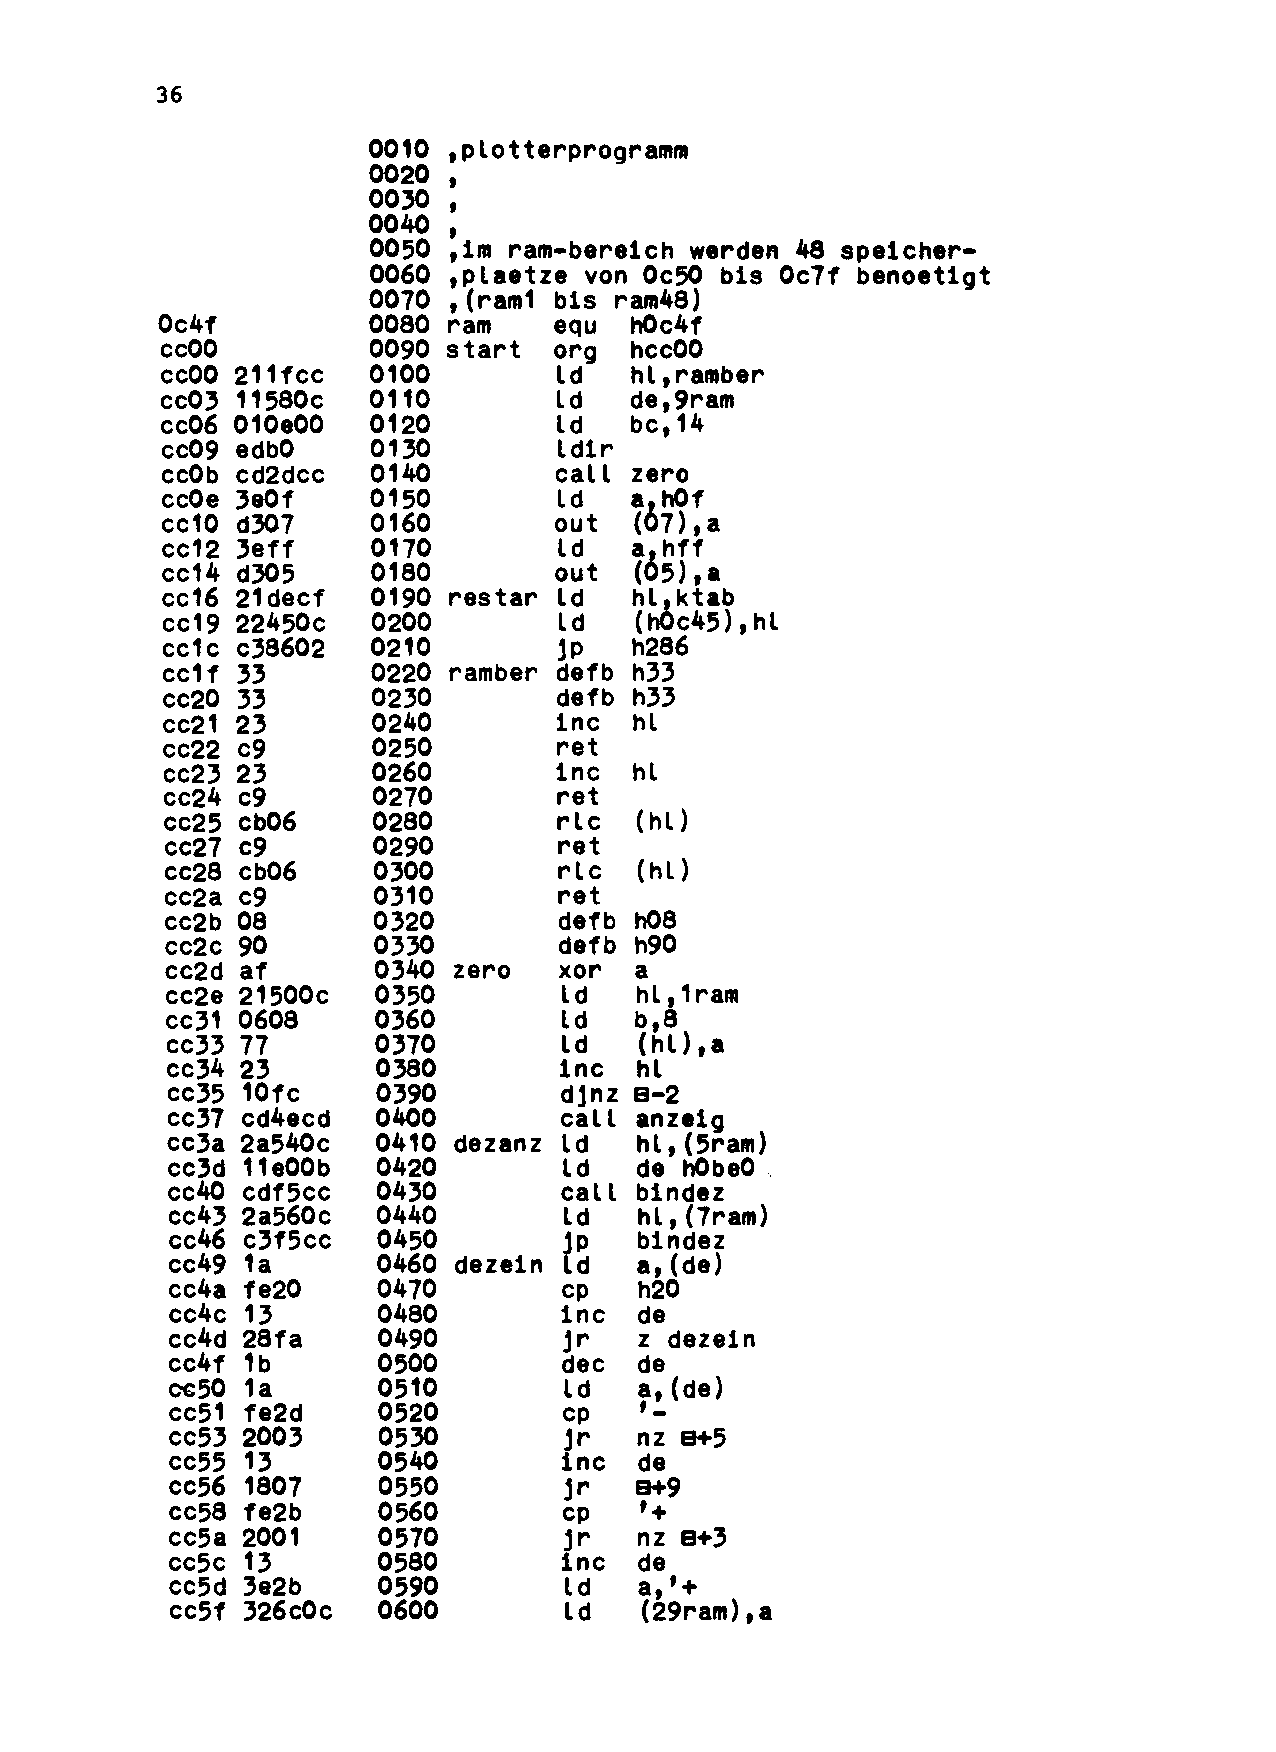 36
0010 ,plotterprogramm
0020 ,
0030 ,
0040 ,
0050 ,im ram-bereich werden 48 speicher-
0060 ,plaetze von 0c50 bis 0c7f benoetigt
0070 ,(ram1 bis ram48)
0c4f 0080 ram equ h0c4f
cc00 0090 start org hcc00
cc00 211fcc 0100 ld hl,ramber
cc03 11580c 0110 ld de,9ram
cc06 010e00 0120 ld bc,14
cc09 edb0 0130 ldir
cc0b cd2dcc 0140 call zero
cc0e 3e0f 0150 ld a,h0f
cc10 d307 0160 out (07),a
cc12 3eff 0170 ld a,hff
cc14 d305 0180 out (05),a
cc16 21decf 0190 restar ld hl,ktab
cc19 22450c 0200 ld (h0c45),hl
cc1c c38602 0210 jp h286
cc1f 33 0220 ramber defb h33
cc20 33 0230 defb h33
cc21 23 0240 inc hl
cc22 c9 0250 ret
cc23 23 0260 inc hl
cc24 c9 0270 ret
cc25 cb06 0280 rlc (hl)
cc27 c9 0290 ret
cc28 cb06 0300 rlc (hl)
cc2a c9 0310 ret
cc2b 08 0320 defb h08
cc2c 90 0330 defb h90
cc2d af 0340 zero xor a
cc2e 21500c 0350 ld hl,1ram
cc31 0608 0360 ld b,8
cc33 77 0370 ld (hl),a
cc34 23 0380 inc hl
cc35 10fc 0390 djnz ⊟-2
cc37 cd4ecd 0400 call anzeig
cc3a 2a540c 0410 dezanz ld hl,(5ram)
cc3d 11e00b 0420 ld de h0be0
cc40 cdf5cc 0430 call bindez
cc43 2a560c 0440 ld hl,(7ram)
cc46 c3f5cc 0450 jp bindez
cc49 1a 0460 dezein ld a,(de)
cc4a fe20 0470 cp h20
cc4c 13 0480 inc de
cc4d 28fa 0490 jr z dezein
cc4f 1b 0500 dec de
cc50 1a 0510 ld a,(de)
cc51 fe2d 0520 cp '-
cc53 2003 0530 jr nz ⊟+5
cc55 13 0540 inc de
cc56 1807 0550 jr ⊟+9
cc58 fe2b 0560 cp '+
cc5a 2001 0570 jr nz ⊟+3
cc5c 13 0580 inc de
cc5d 3e2b 0590 ld a,'+
cc5f 326c0c 0600 ld (29ram),a